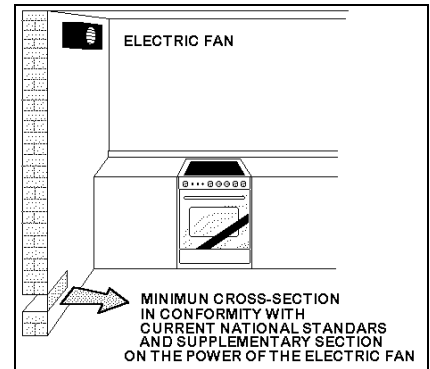 ELECTRIC FAN
MINIMUN CROSS-SECTION
IN CONFORMITY WITH
CURRENT NATIONAL STANDARS
AND SUPPLEMENTARY SECTION
ON THE POWER OF THE ELECTRIC FAN